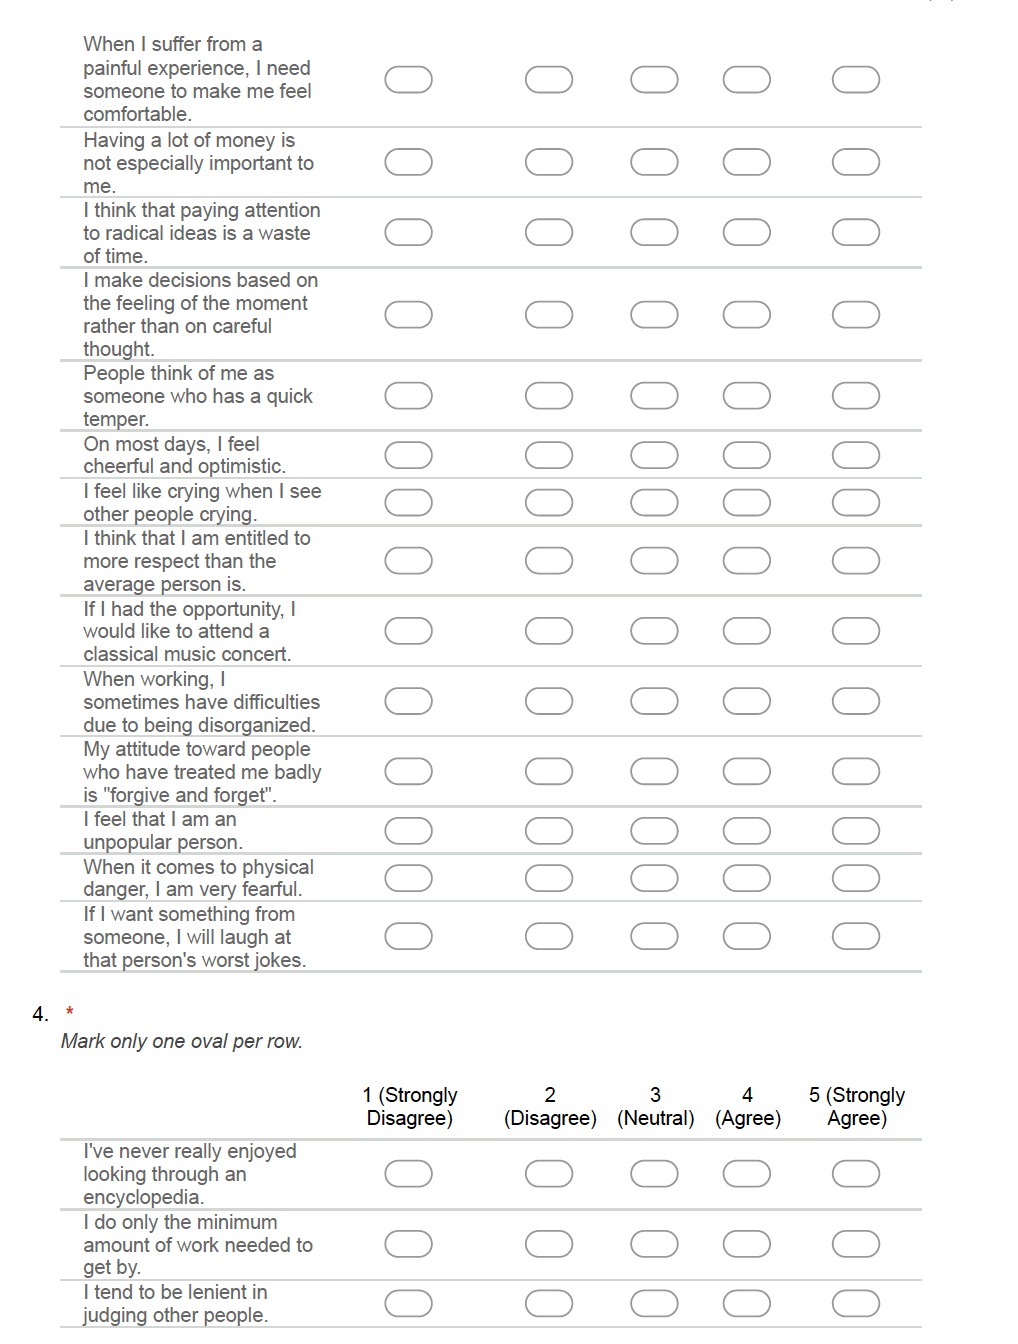 When I suffer from a
painful experience, I need
someone to make me feel
comfortable.
Having a lot of money is
not especially important to
me.
I think that paying attention
to radical ideas is a waste
of time.
I make decisions based on
the feeling of the moment
rather than on careful
thought.
People think of me as
someone who has a quick
temper.
On most days, I feel
cheerful and optimistic.
I feel like crying when I see
other people crying.
I think that I am entitled to
more respect than the
average person is.
If I had the opportunity, I
would like to attend a
classical music concert.
When working, I
sometimes have difficulties
due to being disorganized.
My attitude toward people
who have treated me badly
is "forgive and forget".
I feel that I am an
unpopular person.
When it comes to physical
danger, I am very fearful.
If I want something from
someone, I will laugh at
that person's worst jokes.
4. *
Mark only one oval per row.
1 (Strongly Disagree) 2 (Disagree) 3 (Neutral) 4 (Agree) 5 (Strongly Agree)
I've never really enjoyed
looking through an
encyclopedia.
I do only the minimum
amount of work needed to
get by.
I tend to be lenient in
judging other people.